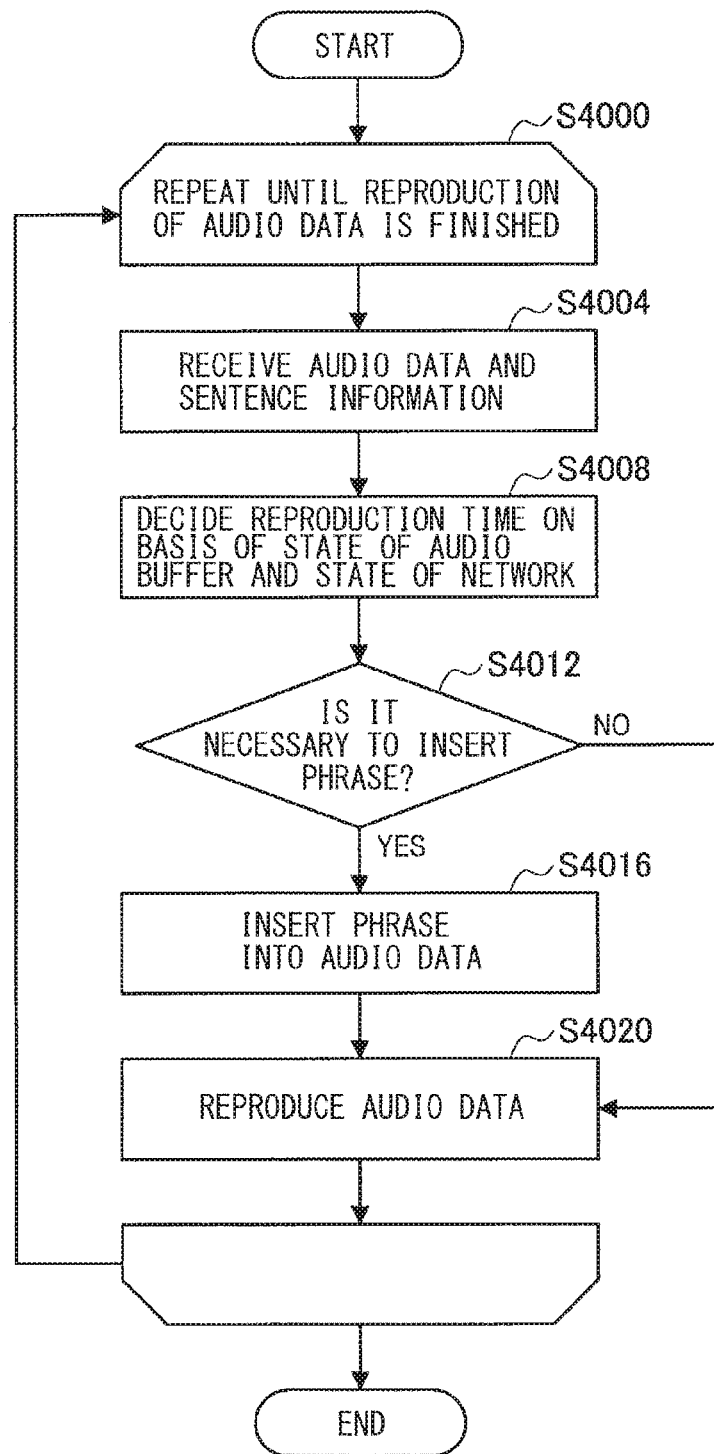 START
S4000
REPEAT UNTIL REPRODUCTION
OF AUDIO DATA IS FINISHED
S4004
RECEIVE AUDIO DATA AND
SENTENCE INFORMATION
S4008
DECIDE REPRODUCTION TIME ON
BASIS OF STATE OF AUDIO
BUFFER AND STATE OF NETWORK
S4012
IS IT
NECESSARY TO INSERT
PHRASE?
NO
YES
S4016
INSERT PHRASE
INTO AUDIO DATA
S4020
REPRODUCE AUDIO DATA
END